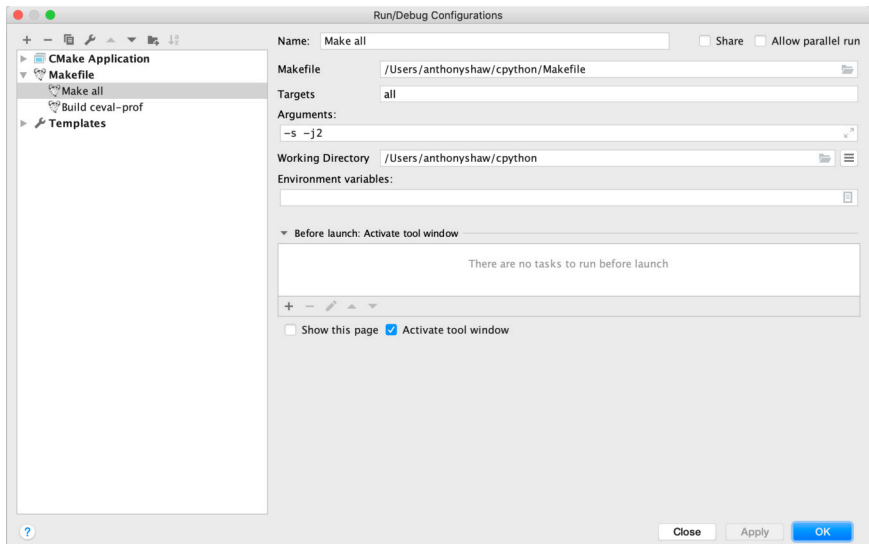 Run/Debug Configurations
Name: Make all Share Allow parallel run
CMake Application
Makefile
Make all
Build ceval-prof
Templates
Makefile /Users/anthonyshaw/cpython/Makefile
Targets all
Arguments:
-s -j2
Working Directory /Users/anthonyshaw/cpython
Environment variables:
Before launch: Activate tool window
There are no tasks to run before launch
Show this page Activate tool window
? Close Apply OK